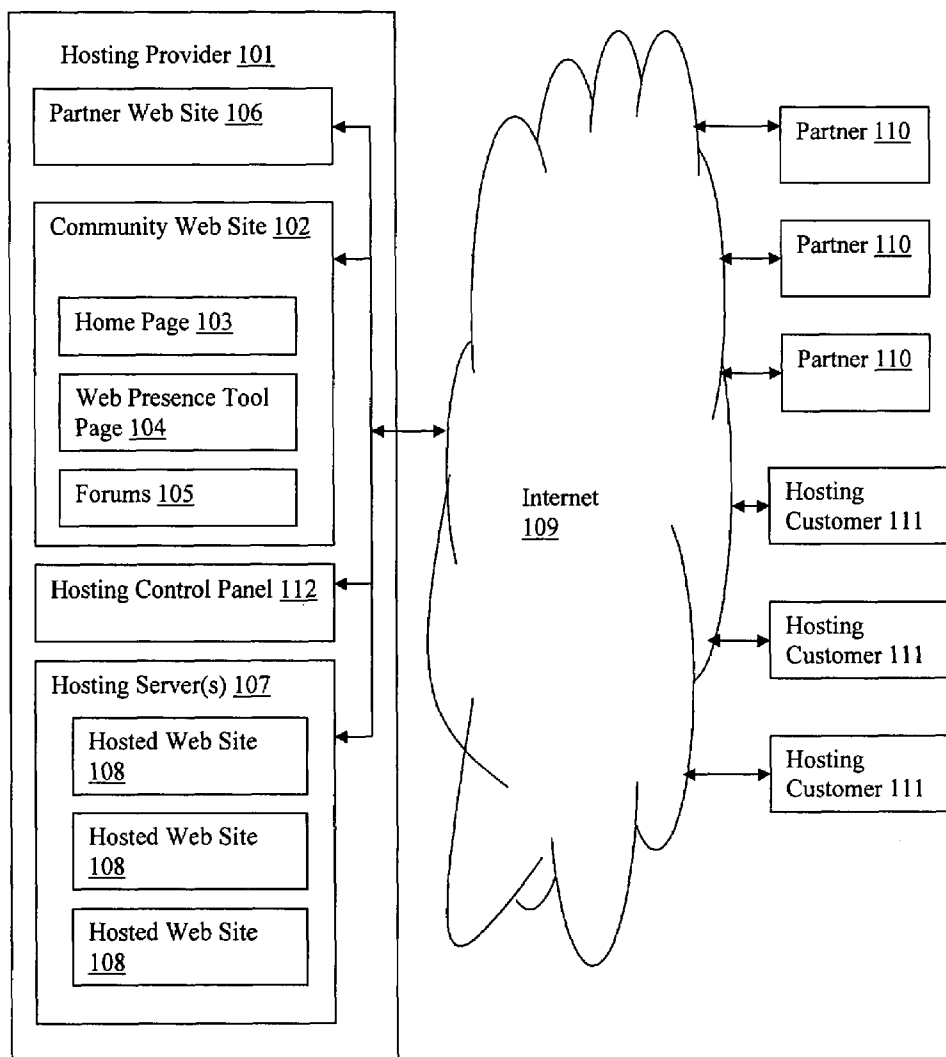 Hosting Provider 101
Partner Web Site 106
Community Web Site 102
Home Page 103
Web Presence Tool
Page 104
Forums 105
Hosting Control Panel 112
Hosting Server(s) 107
Hosted Web Site
108
Hosted Web Site
108
Hosted Web Site
108
Internet
109
Partner 110
Partner 110
Partner 110
Hosting
Customer 111
Hosting
Customer 111
Hosting
Customer 111